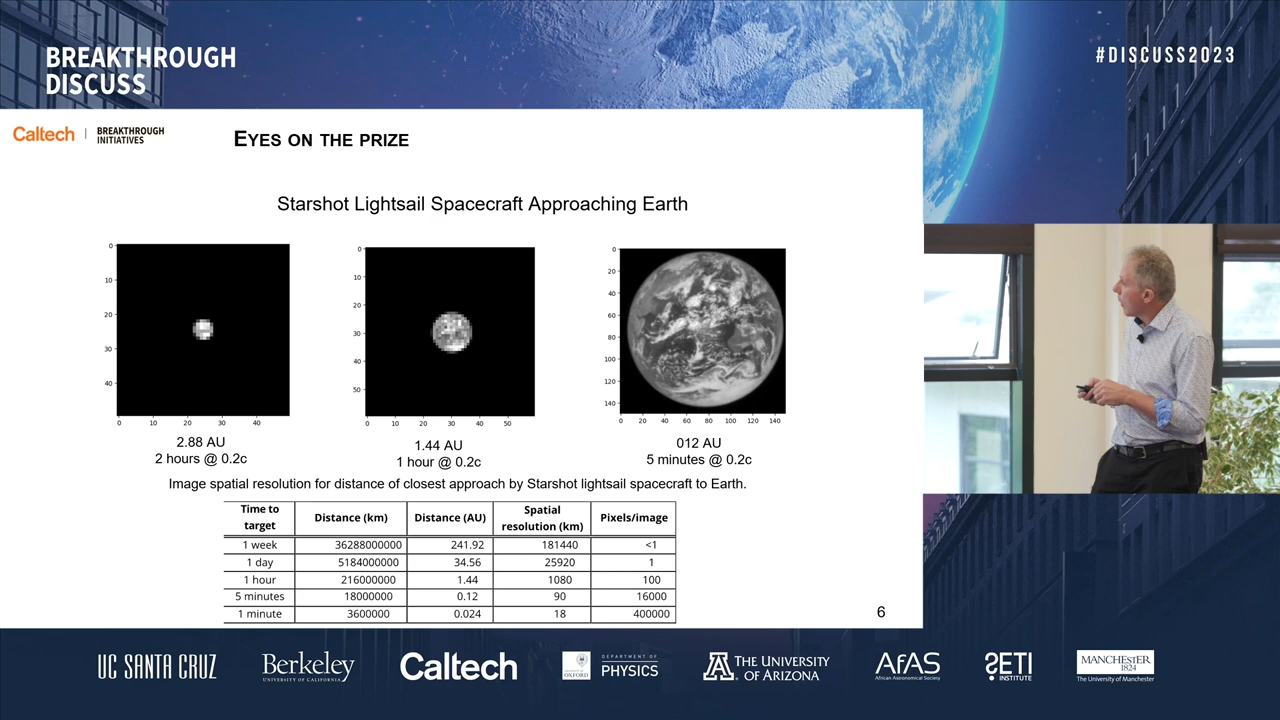 BREAKTHROUGH
DISCUSS
#DISCUSS2023
Caltech | BREAKTHROUGH
INITIATIVES
EYES ON THE PRIZE
Starshot Lightsail Spacecraft Approaching Earth
0
10
20
30
40
0 10 20 30 40
0
10
20
30
40
50
0 10 20 30 40 50
0
20
40
60
80
100
120
140
0 20 40 60 80 100 120 140
2.88 AU
2 hours @ 0.2c
1.44 AU
1 hour @ 0.2c
012 AU
5 minutes @ 0.2c
Image spatial resolution for distance of closest approach by Starshot lightsail spacecraft to Earth.
Time to target Distance (km) Distance (AU) Spatial resolution (km) Pixels/image
1 week 36288000000 241.92 181440 <1
1 day 5184000000 34.56 25920 1
1 hour 216000000 1.44 1080 100
5 minutes 18000000 0.12 90 16000
1 minute 3600000 0.024 18 400000
6
UC SANTA CRUZ
Berkeley
UNIVERSITY OF CALIFORNIA
Caltech
UNIVERSITY OF
OXFORD
DEPARTMENT OF
PHYSICS
THE UNIVERSITY
OF ARIZONA
AfAS
African Astronomical Society
SETI
INSTITUTE
MANCHESTER
1824
The University of Manchester